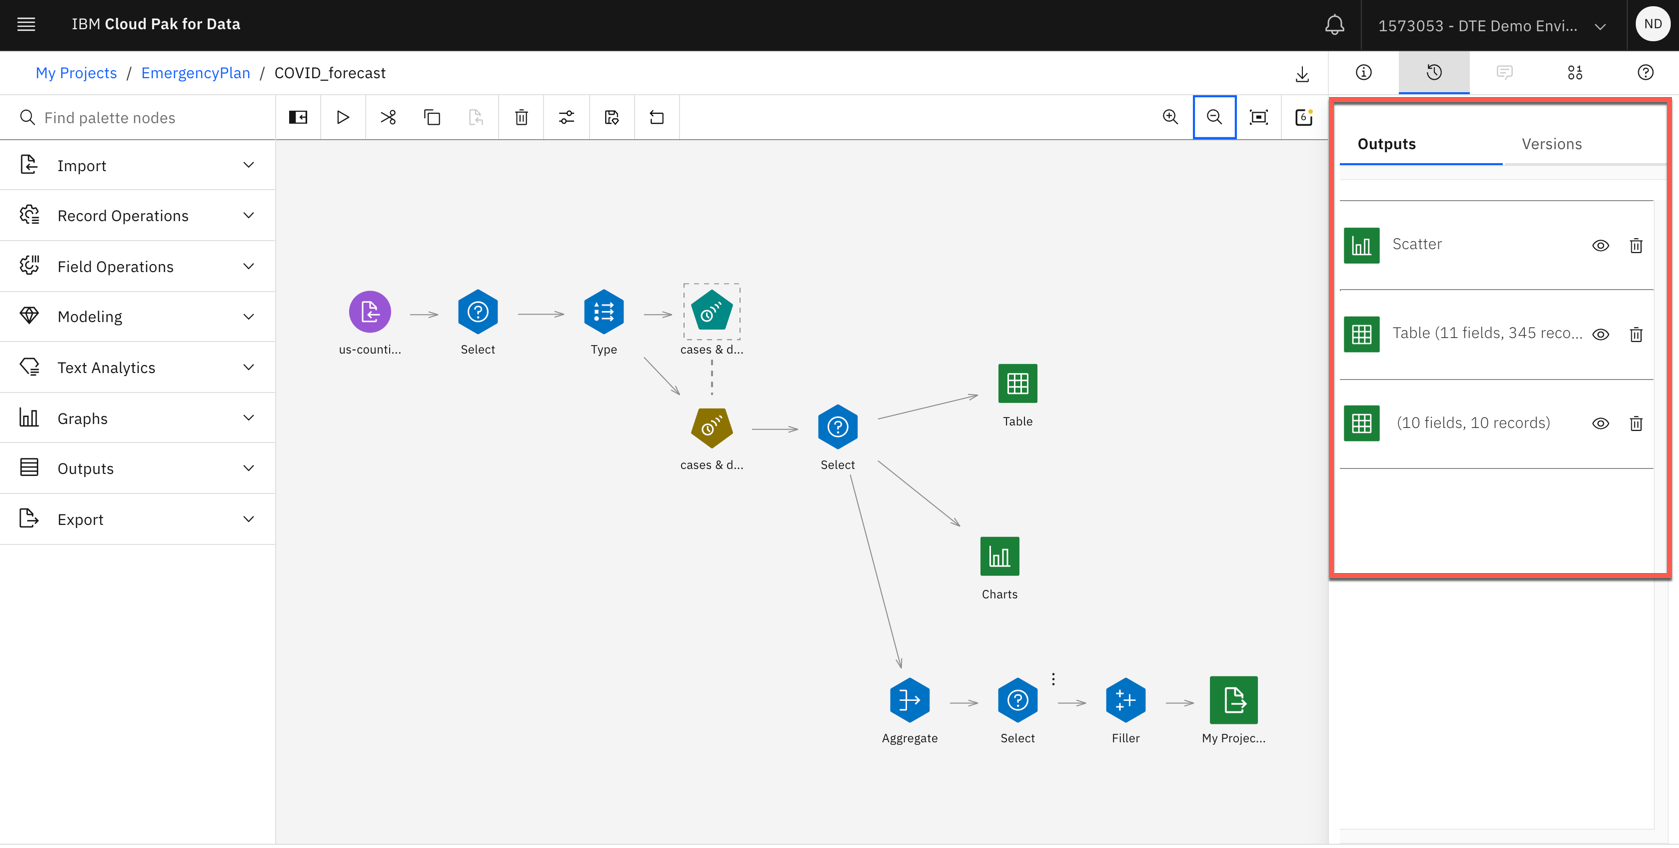 IBM Cloud Pak for Data
1573053 - DTE Demo Envi...
ND
My Projects / EmergencyPlan / COVID_forecast
Find palette nodes
6
Outputs
Versions
Import
Record Operations
Field Operations
Modeling
Text Analytics
Graphs
Outputs
Export
us-counti...
Select
Type
cases & d...
cases & d...
Select
Table
Charts
Aggregate
Select
Filler
My Projec...
Scatter
Table (11 fields, 345 reco...
(10 fields, 10 records)